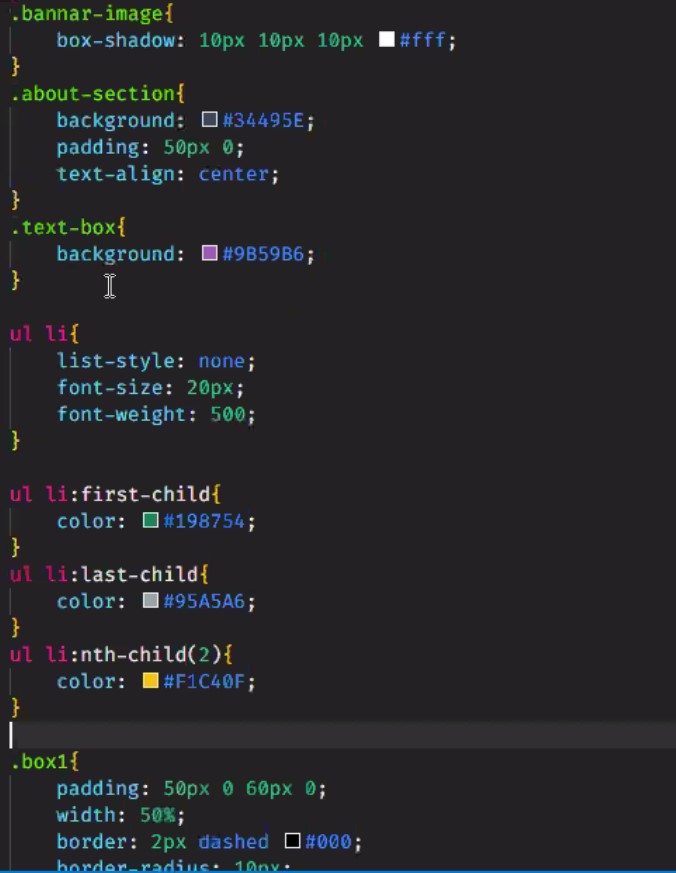 .bannar-image{
box-shadow: 10px 10px 10px #fff;
}
.about-section{
background: #34495E;
padding: 50px 0;
text-align: center;
}
.text-box{
background: #9B59B6;
}
ul li{
list-style: none;
font-size: 20px;
font-weight: 500;
}
ul li:first-child{
color: #198754;
}
ul li:last-child{
color: #95A5A6;
}
ul li:nth-child(2){
color: #F1C40F;
}
.box1{
padding: 50px 0 60px 0;
width: 50%;
border: 2px dashed #000;
border-radius: 10px;